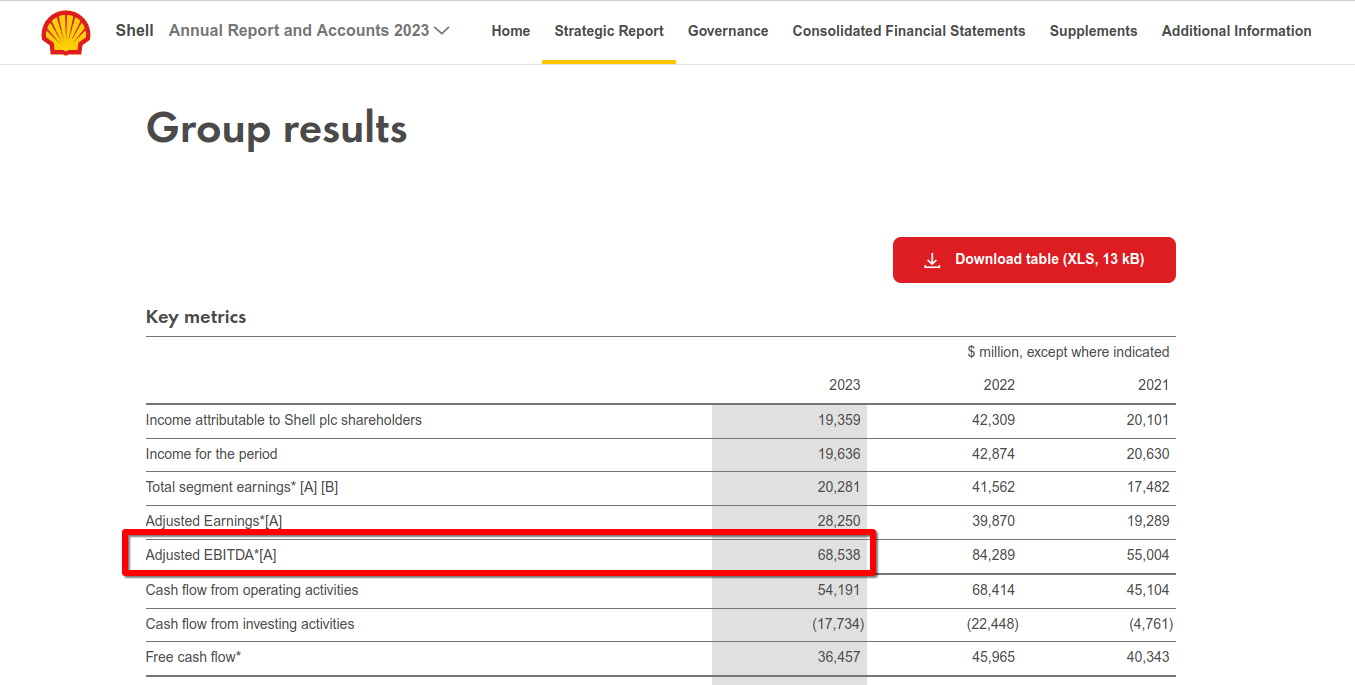 Shell Annual Report and Accounts 2023 Home Strategic Report Governance Consolidated Financial Statements Supplements Additional Information
Group results
Download table (XLS, 13 kB)
Key metrics
$ million, except where indicated
2023 2022 2021
Income attributable to Shell plc shareholders 19,359 42,309 20,101
Income for the period 19,636 42,874 20,630
Total segment earnings* [A] [B] 20,281 41,562 17,482
Adjusted Earnings*[A] 28,250 39,870 19,289
Adjusted EBITDA*[A] 68,538 84,289 55,004
Cash flow from operating activities 54,191 68,414 45,104
Cash flow from investing activities (17,734) (22,448) (4,761)
Free cash flow* 36,457 45,965 40,343